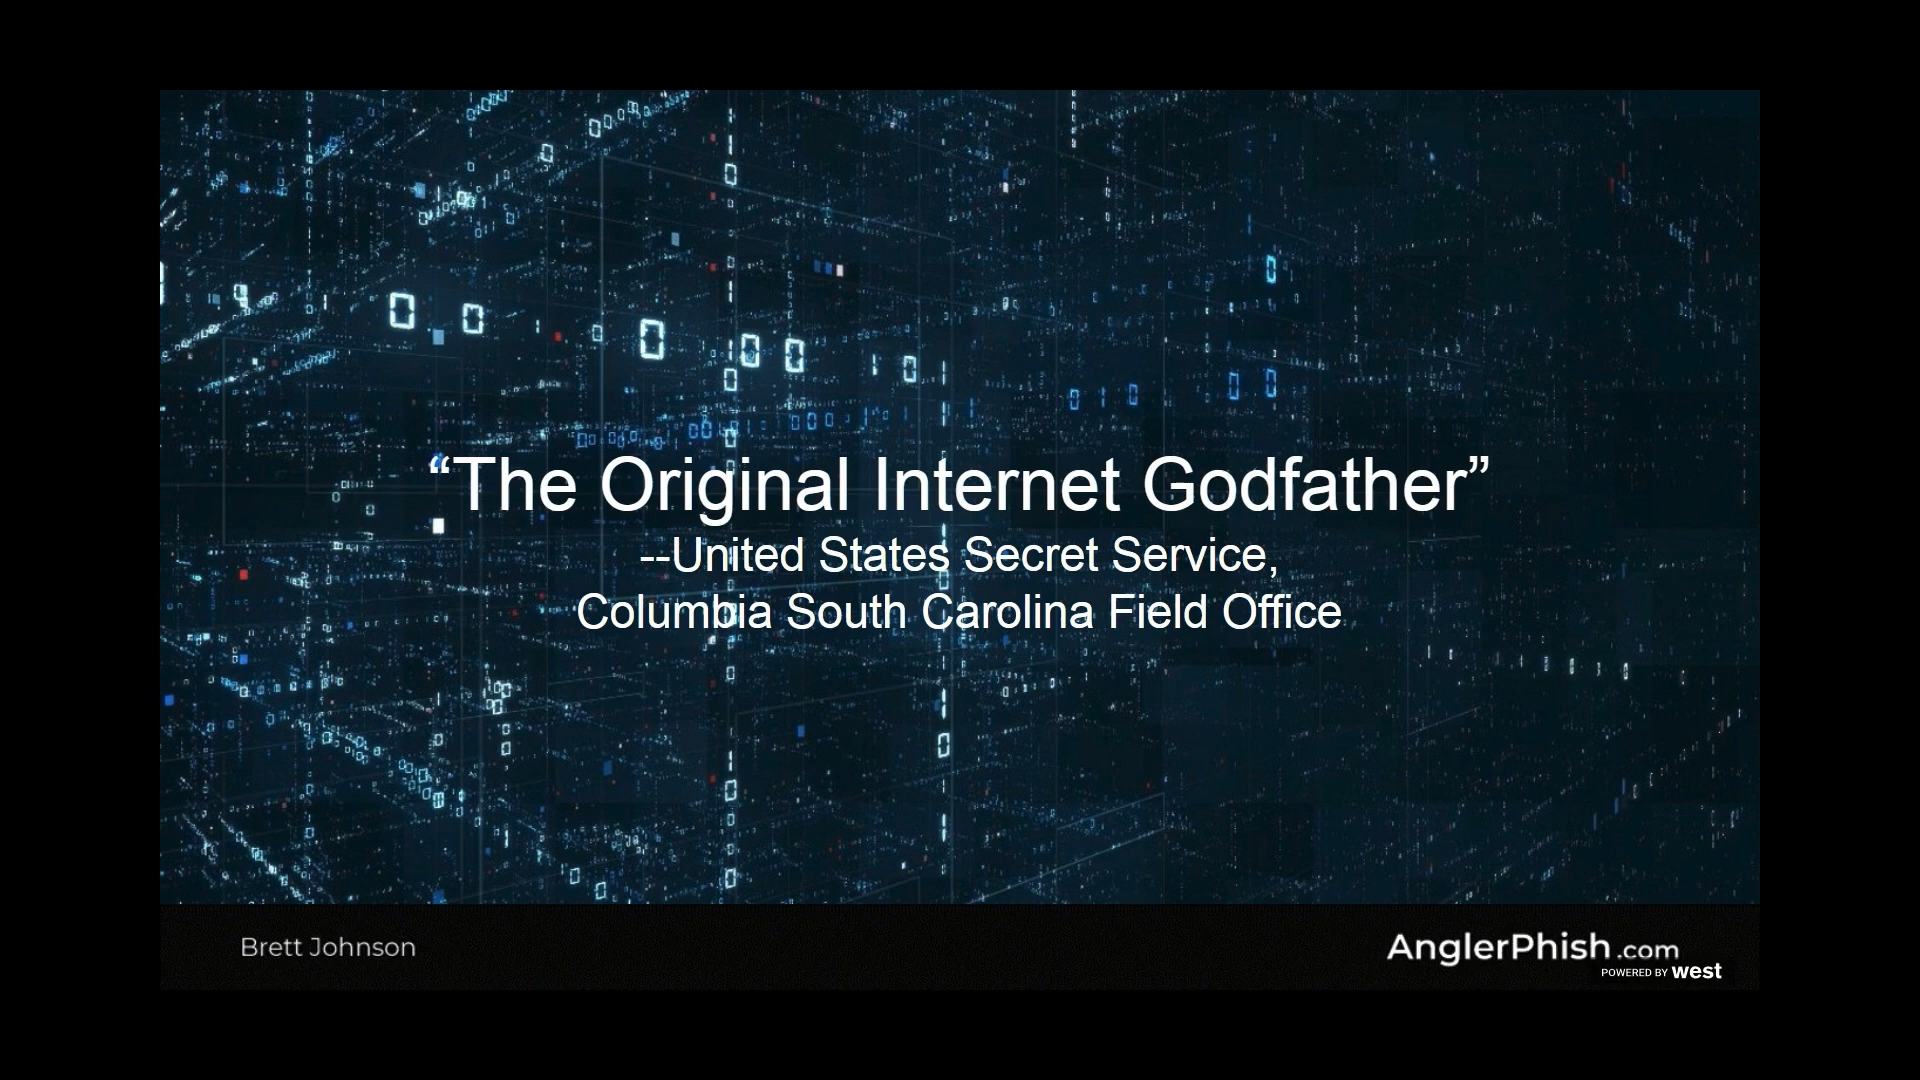 “The Original Internet Godfather”
--United States Secret Service,
Columbia South Carolina Field Office
Brett Johnson
AnglerPhish.com
POWERED BY west